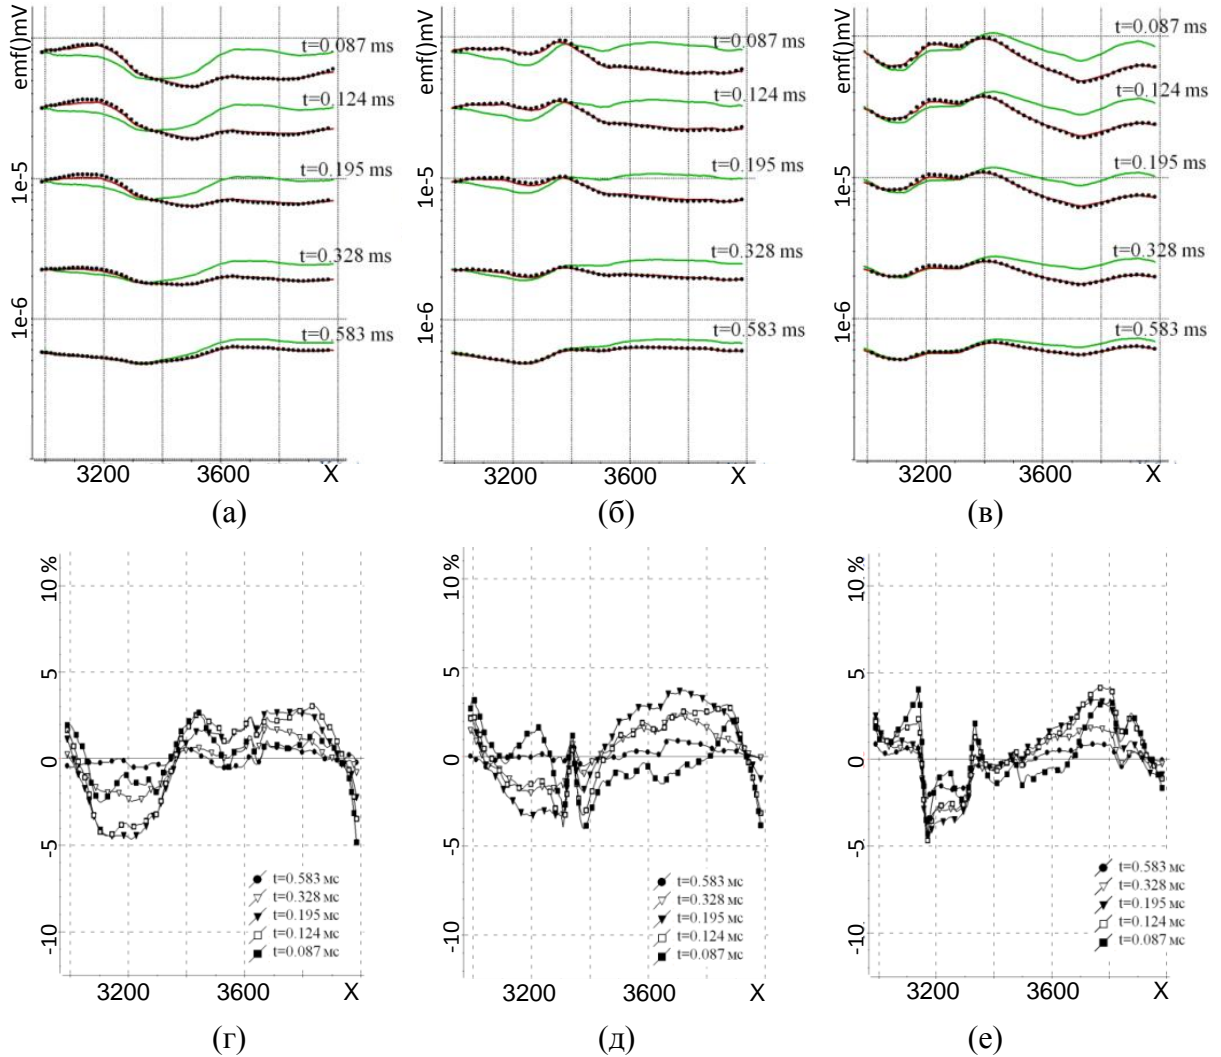 emf()mV
t=0.087 ms
t=0.124 ms
1e-5
t=0.195 ms
t=0.328 ms
1e-6
t=0.583 ms
3200 3600 X
(а)
t=0.087 ms
t=0.124 ms
1e-5
t=0.195 ms
t=0.328 ms
1e-6
t=0.583 ms
emf()mV
3200 3600 X
(б)
emf()mV
t=0.087 ms
t=0.124 ms
1e-5
t=0.195 ms
t=0.328 ms
1e-6
t=0.583 ms
3200 3600 X
(в)
10 %
5
0
-5
-10
t=0.583 мс
t=0.328 мс
t=0.195 мс
t=0.124 мс
t=0.087 мс
3200 3600 X
(г)
10 %
5
0
-5
-10
t=0.583 мс
t=0.328 мс
t=0.195 мс
t=0.124 мс
t=0.087 мс
3200 3600 X
(д)
10 %
5
0
-5
-10
t=0.583 мс
t=0.328 мс
t=0.195 мс
t=0.124 мс
t=0.087 мс
3200 3600 X
(е)